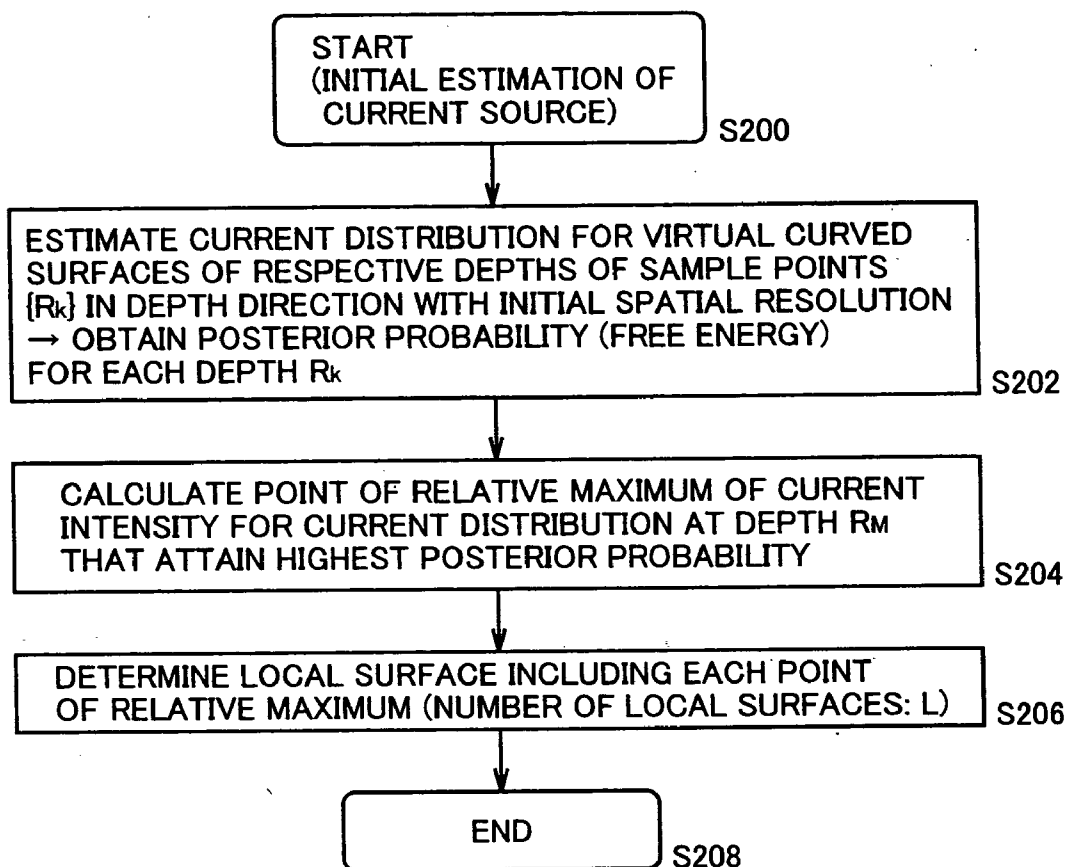 START
(INITIAL ESTIMATION OF
CURRENT SOURCE)
S200
ESTIMATE CURRENT DISTRIBUTION FOR VIRTUAL CURVED
SURFACES OF RESPECTIVE DEPTHS OF SAMPLE POINTS
{Rk} IN DEPTH DIRECTION WITH INITIAL SPATIAL RESOLUTION
→ OBTAIN POSTERIOR PROBABILITY (FREE ENERGY)
FOR EACH DEPTH Rk
S202
CALCULATE POINT OF RELATIVE MAXIMUM OF CURRENT
INTENSITY FOR CURRENT DISTRIBUTION AT DEPTH RM
THAT ATTAIN HIGHEST POSTERIOR PROBABILITY
S204
DETERMINE LOCAL SURFACE INCLUDING EACH POINT
OF RELATIVE MAXIMUM (NUMBER OF LOCAL SURFACES: L)
S206
END
S208